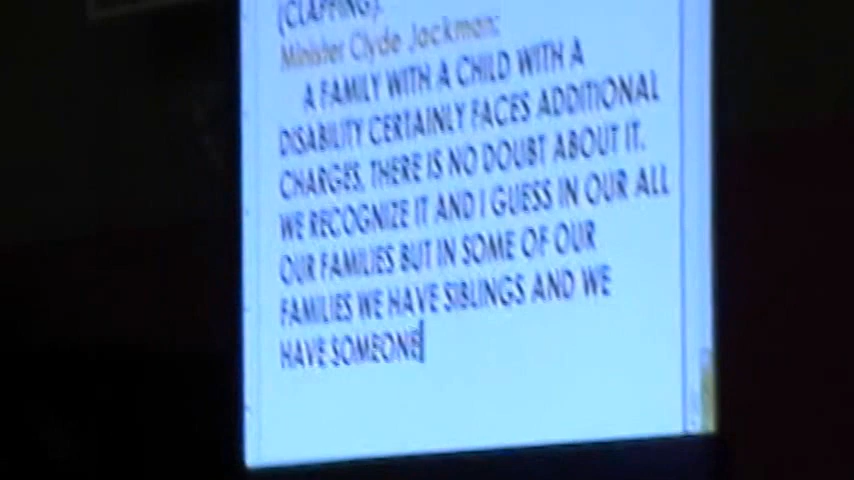 (CLAPPING).
Minister Clyde Jackman:
A FAMILY WITH A CHILD WITH A
DISABILITY CERTAINLY FACES ADDITIONAL
CHARGES, THERE IS NO DOUBT ABOUT IT.
WE RECOGNIZE IT AND I GUESS IN OUR ALL
OUR FAMILIES BUT IN SOME OF OUR
FAMILIES WE HAVE SIBLINGS AND WE
HAVE SOMEONE